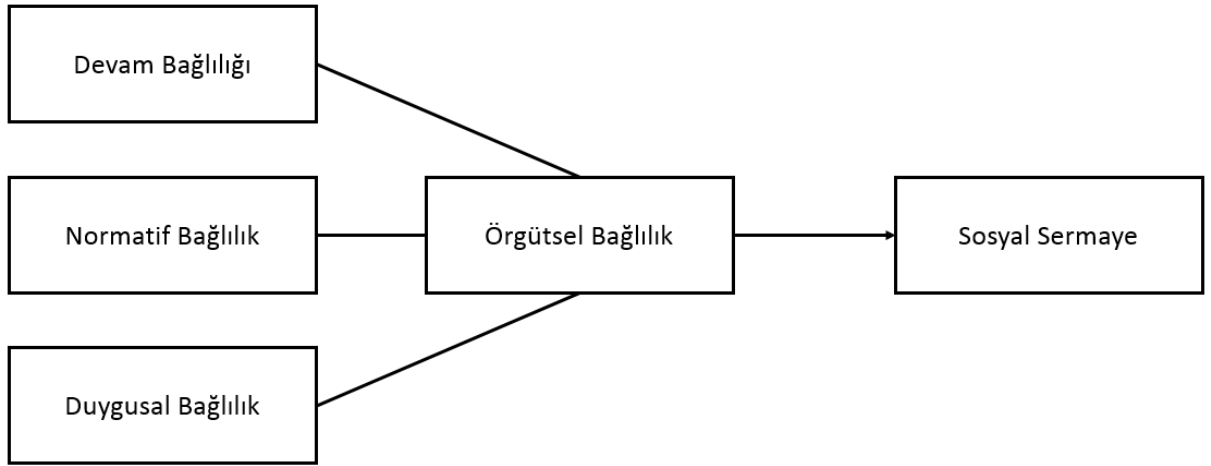 Devam Bağlılığı
Normatif Bağlılık
Örgütsel Bağlılık
Sosyal Sermaye
Duygusal Bağlılık